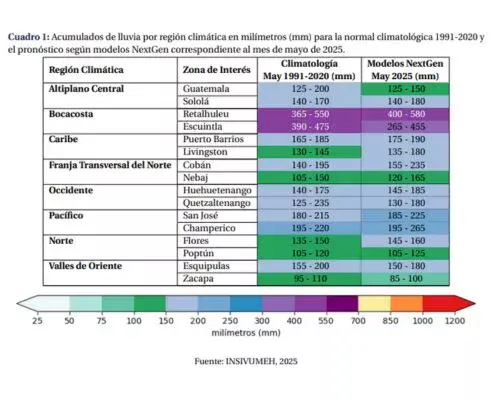 Cuadro 1: Acumulados de lluvia por región climática en milímetros (mm) para la normal climatológica 1991-2020 y
el pronóstico según modelos NextGen correspondiente al mes de mayo de 2025.
Región Climática Zona de Interés Climatología May 1991-2020 (mm) Modelos NextGen May 2025 (mm)
Altiplano Central Guatemala 125 - 200 125 - 150
Sololá 140 - 170 140 - 180
Bocacosta Retalhuleu 365 - 550 400 - 580
Escuintla 390 - 475 265 - 455
Caribe Puerto Barrios 165 - 185 175 - 190
Livingston 130 - 145 135 - 180
Franja Transversal del Norte Cobán 140 - 195 155 - 235
Nebaj 105 - 150 120 - 165
Occidente Huehuetenango 140 - 175 145 - 185
Quetzaltenango 125 - 235 130 - 180
Pacífico San José 180 - 215 185 - 225
Champerico 195 - 220 195 - 265
Norte Flores 135 - 150 145 - 160
Poptún 105 - 120 105 - 125
Valles de Oriente Esquipulas 155 - 200 150 - 180
Zacapa 95 - 110 85 - 100
25 50 75 100 150 200 250 300 400 550 700 850 1000 1200
milímetros (mm)
Fuente: INSIVUMEH, 2025